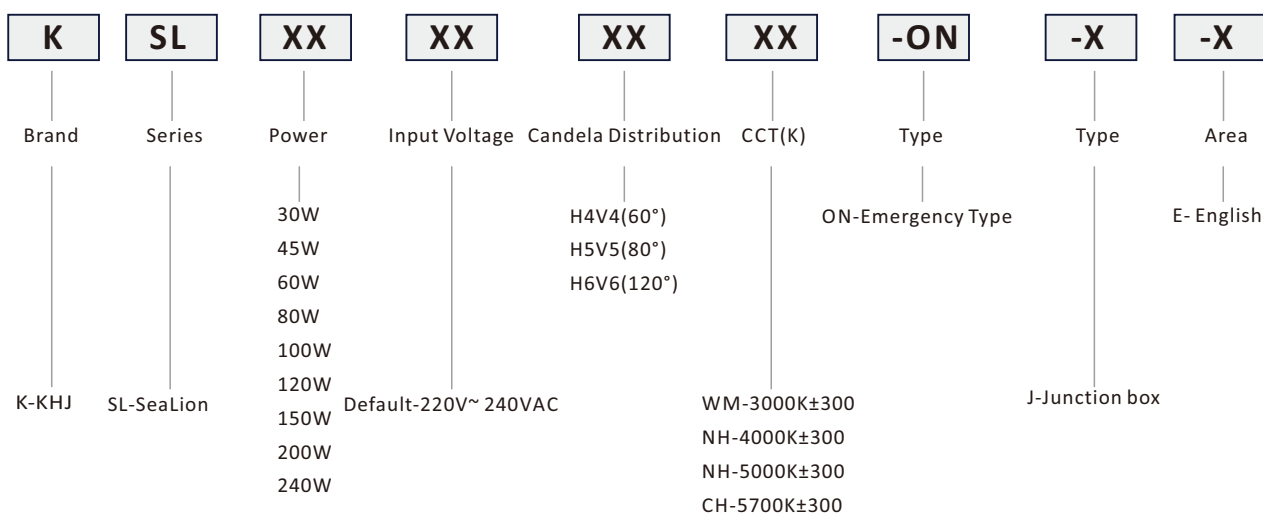 K SL XX XX XX XX -ON -X -X
Brand Series Power Input Voltage Candela Distribution CCT(K) Type Type Area
30W H4V4(60°) ON-Emergency Type E- English
45W H5V5(80°)
60W H6V6(120°)
80W
100W
120W
K-KHJ SL-SeaLion Default-220V~ 240VAC WM-3000K±300 J-Junction box
150W
NH-4000K±300
200W
NH-5000K±300
240W
CH-5700K±300